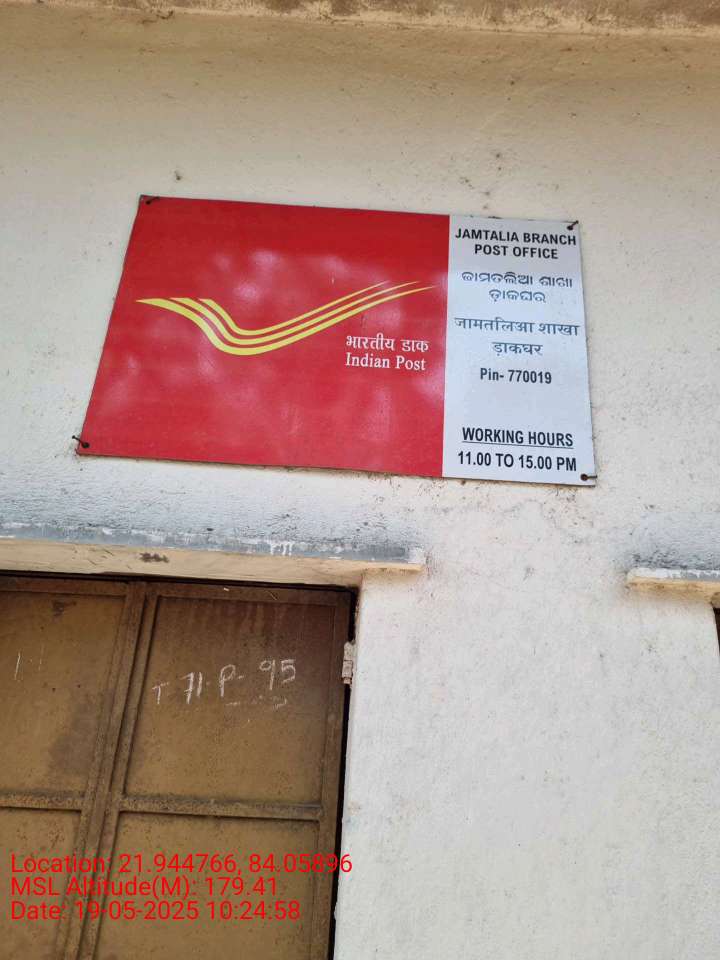 JAMTALIA BRANCH
POST OFFICE
ଜାମତଲିଆ ଶାଖା
ଡ଼ାକଘର
जामतलिआ शाखा
ड़ाकघर
Pin- 770019
WORKING HOURS
11.00 TO 15.00 PM
भारतीय डाक
Indian Post
T 71-P-95
Location: 21.944766, 84.05896
MSL Altitude(M): 179.41
Date: 19-05-2025 10:24:58